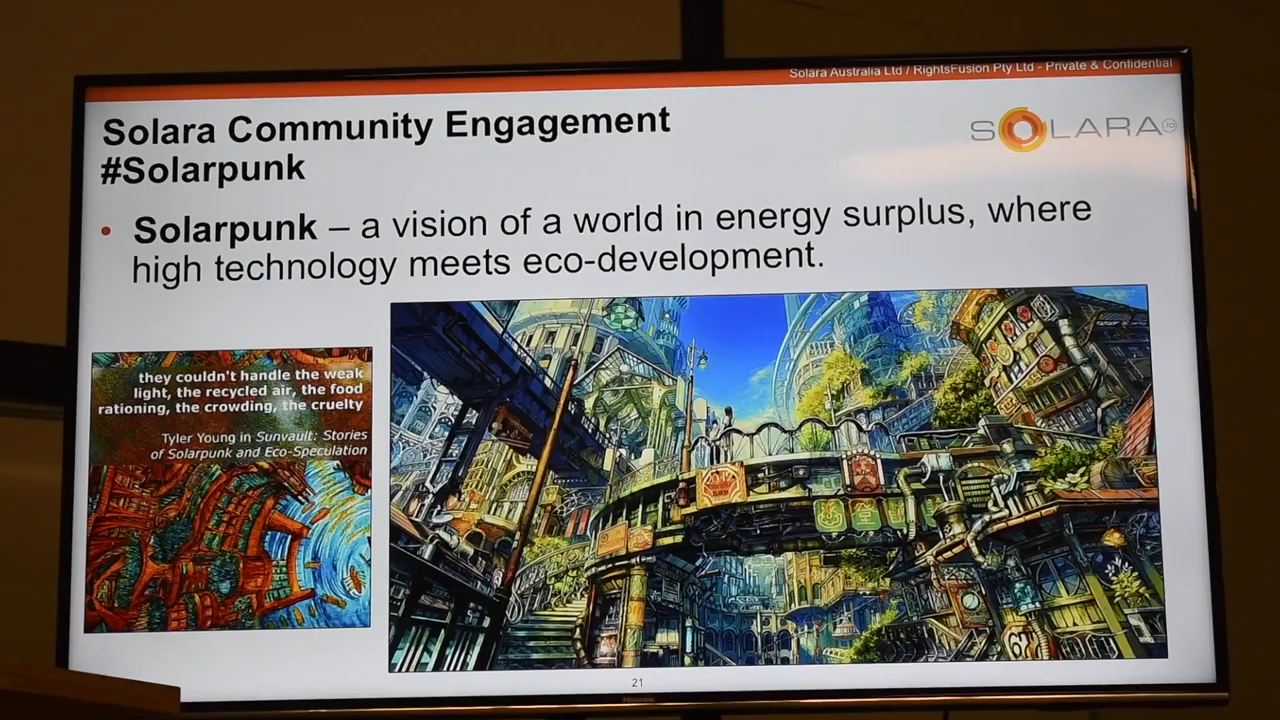 Solara Australia Ltd / RightsFusion Pty Ltd - Private & Confidential
Solara Community Engagement
#Solarpunk
SOLARA
• Solarpunk – a vision of a world in energy surplus, where
high technology meets eco-development.
they couldn't handle the weak
light, the recycled air, the food
rationing, the crowding, the cruelty
Tyler Young in Sunvault: Stories
of Solarpunk and Eco-Speculation
67
21